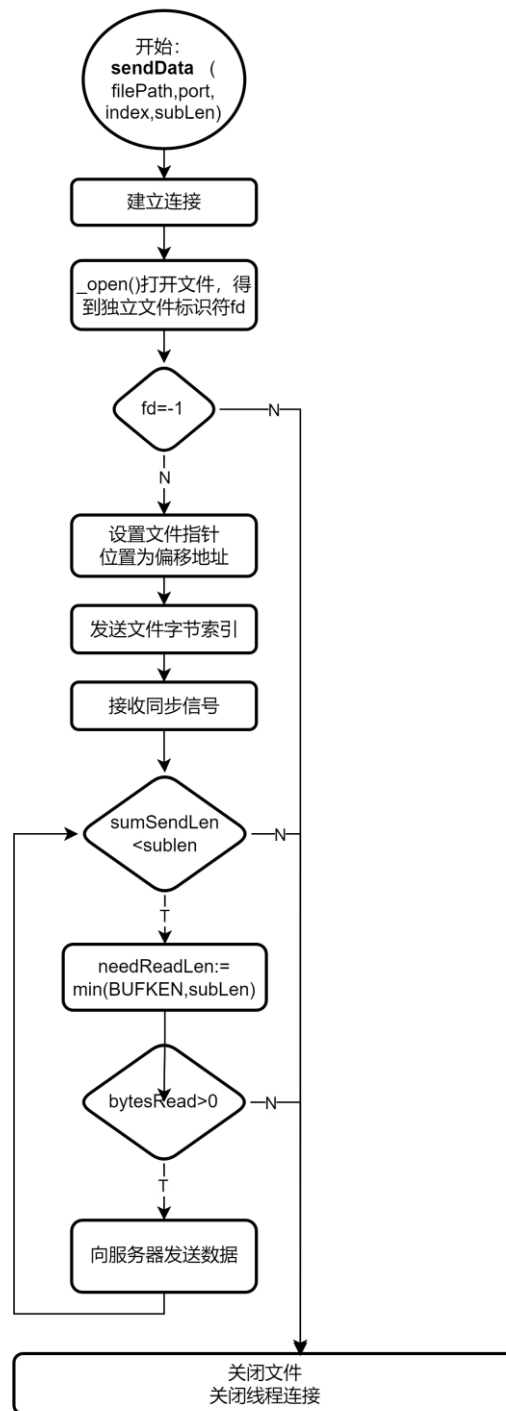 开始：
sendData （
filePath,port,
index,subLen)
建立连接
_open()打开文件，得
到独立文件标识符fd
fd=-1
N
N
设置文件指针
位置为偏移地址
发送文件字节索引
接收同步信号
sumSendLen
<sublen
N
T
needReadLen:=
min(BUFKEN,subLen)
bytesRead>0
N
T
向服务器发送数据
关闭文件
关闭线程连接